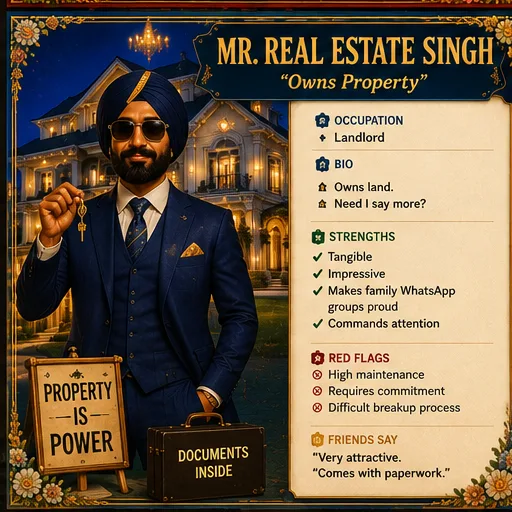 MR. REAL ESTATE SINGH
"Owns Property"
OCCUPATION
Landlord
BIO
Owns land.
Need I say more?
STRENGTHS
Tangible
Impressive
Makes family WhatsApp
groups proud
Commands attention
RED FLAGS
High maintenance
Requires commitment
Difficult breakup process
FRIENDS SAY
"Very attractive.
"Comes with paperwork."
PROPERTY
IS
POWER
DOCUMENTS
INSIDE